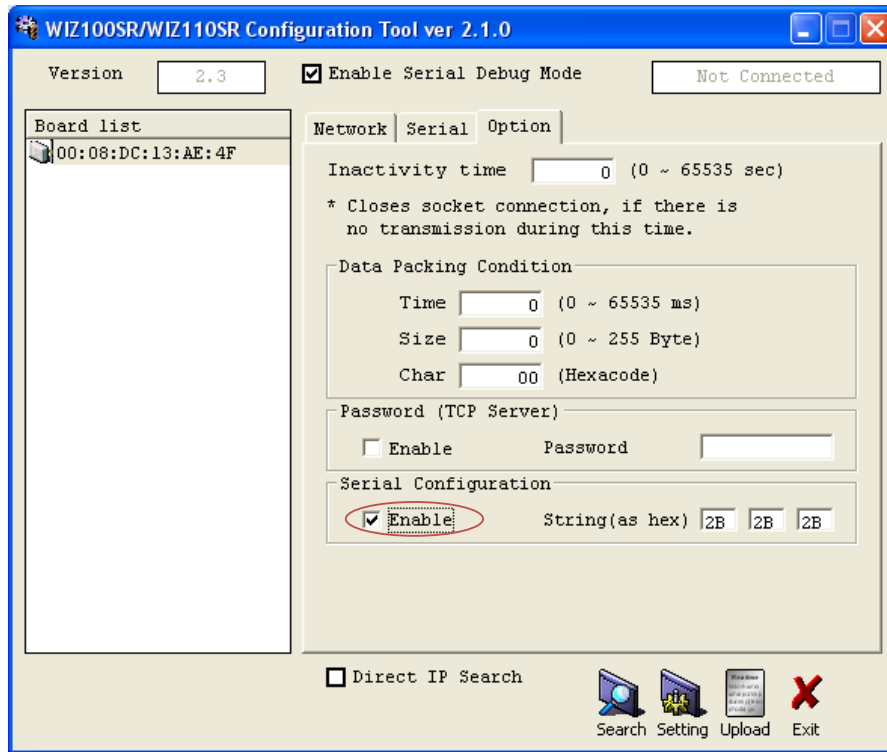 WIZ100SR/WIZ110SR Configuration Tool ver 2.1.0
Version 2.3 Enable Serial Debug Mode Not Connected
Board list
00:08:DC:13:AE:4F
Network Serial Option
Inactivity time 0 (0 ~ 65535 sec)
* Closes socket connection, if there is
no transmission during this time.
Data Packing Condition
Time 0 (0 ~ 65535 ms)
Size 0 (0 ~ 255 Byte)
Char 00 (Hexacode)
Password (TCP Server)
Enable Password
Serial Configuration
Enable String(as hex) 2B 2B 2B
Direct IP Search
Readme
Search Setting Upload Exit